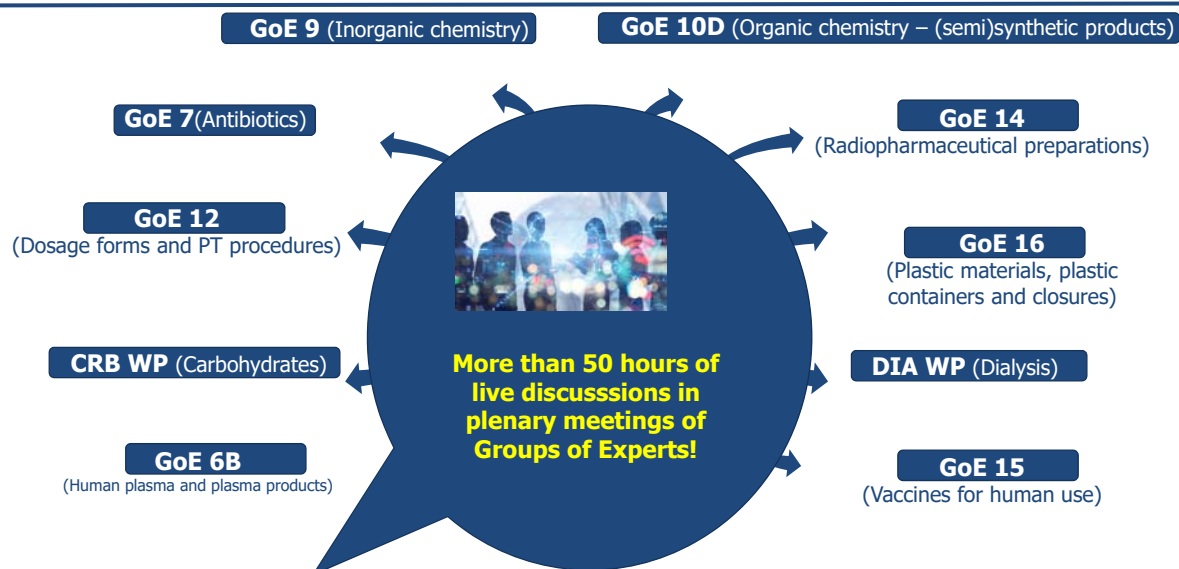 GoE 9 (Inorganic chemistry)
GoE 10D (Organic chemistry – (semi)synthetic products)
GoE 7(Antibiotics)
GoE 14
(Radiopharmaceutical preparations)
GoE 12
(Dosage forms and PT procedures)
GoE 16
(Plastic materials, plastic
containers and closures)
CRB WP (Carbohydrates)
More than 50 hours of
live discusssions in
plenary meetings of
Groups of Experts!
DIA WP (Dialysis)
GoE 6B
(Human plasma and plasma products)
GoE 15
(Vaccines for human use)